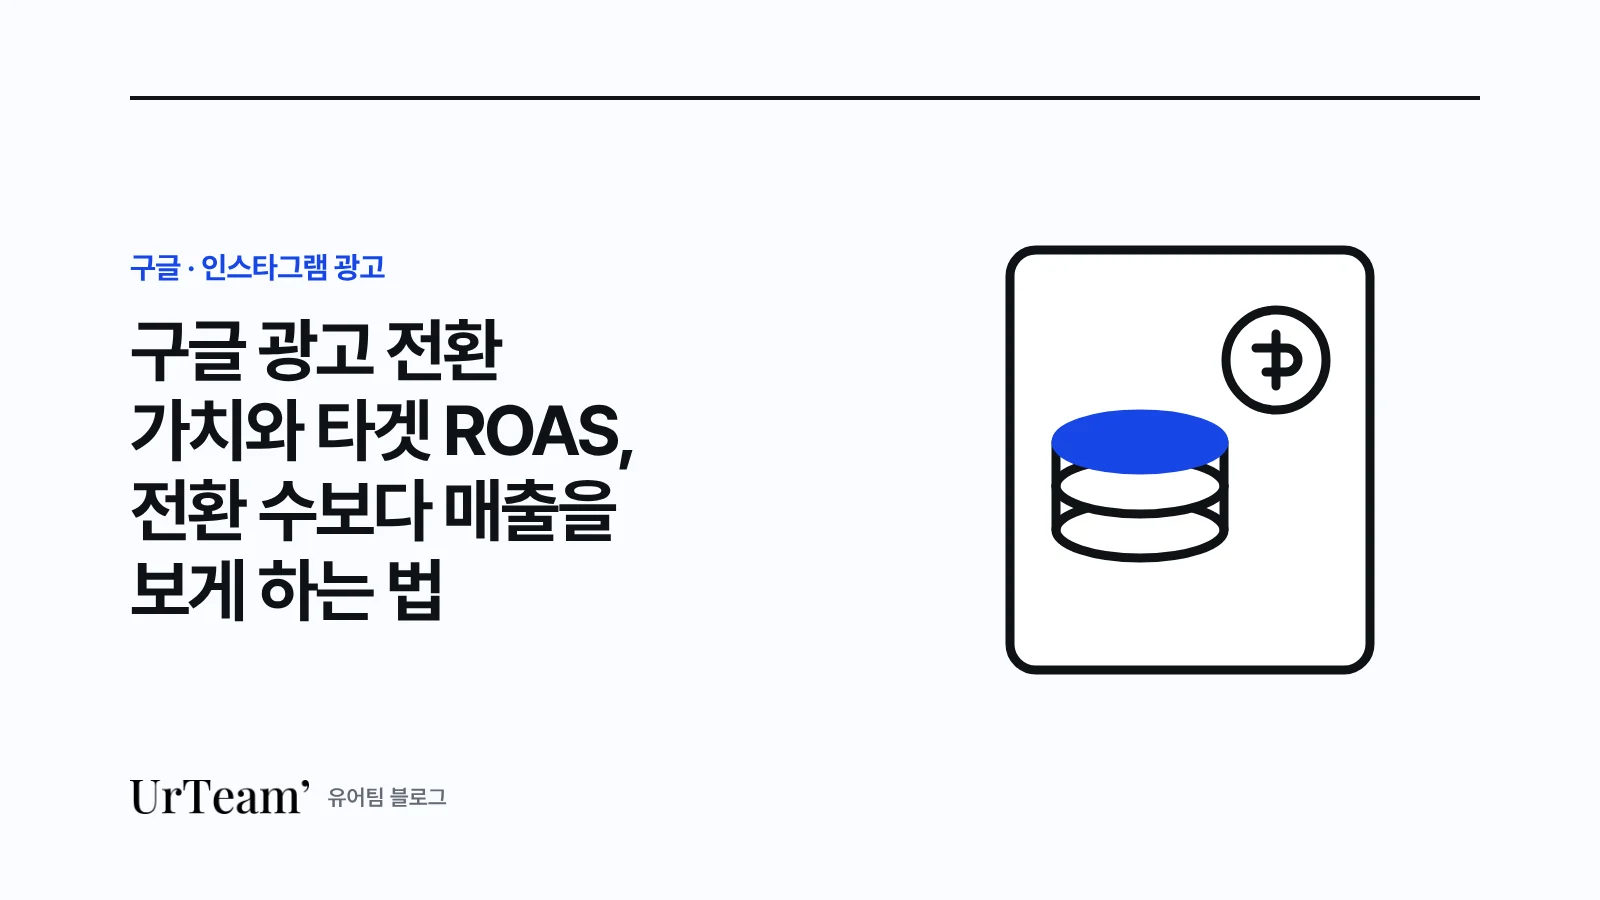 구글 · 인스타그램 광고
구글 광고 전환
가치와 타겟 ROAS,
전환 수보다 매출을
보게 하는 법
UrTeam’ 유어팀 블로그